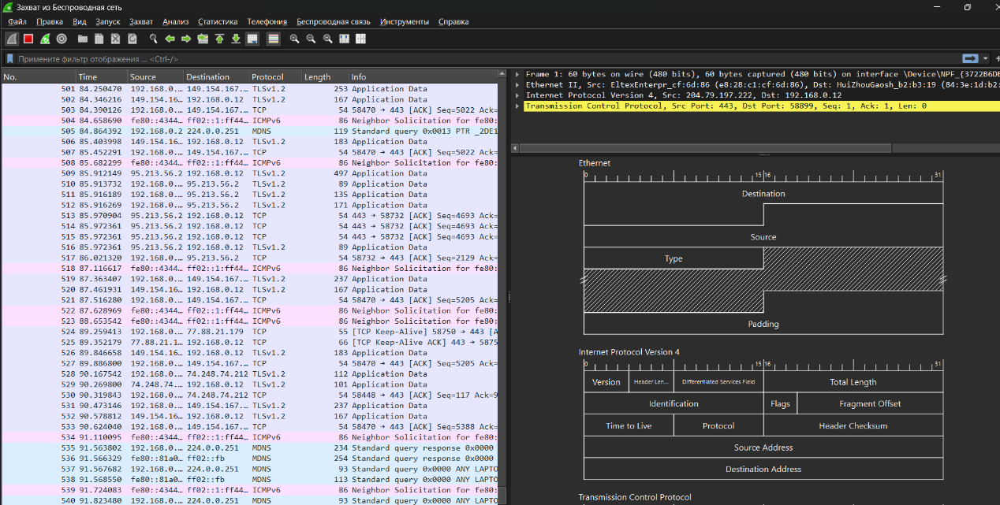 Захват из Беспроводная сеть
Файл Правка Вид Запуск Захват Анализ Статистика Телефония Беспроводная связь Инструменты Справка
Примените фильтр отображения ... <Ctrl-/>
No. Time Source Destination Protocol Length Info
501 84.250470 192.168.0.… 149.154.167.… TLSv1.2 253 Application Data
502 84.346216 149.154.16… 192.168.0.12 TLSv1.2 167 Application Data
503 84.390126 192.168.0.… 149.154.167.… TCP 54 58470 → 443 [ACK] Seq=5022 Ack=
504 84.658690 fe80::4344… ff02::1:ff44… ICMPv6 86 Neighbor Solicitation for fe80:
505 84.864392 192.168.0.2 224.0.0.251 MDNS 119 Standard query 0x0013 PTR _2DE1
506 85.403998 149.154.16… 192.168.0.12 TLSv1.2 183 Application Data
507 85.452291 192.168.0.… 149.154.167.… TCP 54 58470 → 443 [ACK] Seq=5022 Ack=
508 85.682299 fe80::4344… ff02::1:ff44… ICMPv6 86 Neighbor Solicitation for fe80:
509 85.912149 192.168.0.… 95.213.56.2 TLSv1.2 497 Application Data
510 85.913732 192.168.0.… 95.213.56.2 TLSv1.2 89 Application Data
511 85.916189 192.168.0.… 95.213.56.2 TLSv1.2 135 Application Data
512 85.916269 192.168.0.… 95.213.56.2 TLSv1.2 171 Application Data
513 85.970904 95.213.56.2 192.168.0.12 TCP 54 443 → 58732 [ACK] Seq=4693 Ack=
514 85.972361 95.213.56.2 192.168.0.12 TCP 54 443 → 58732 [ACK] Seq=4693 Ack=
515 85.972361 95.213.56.2 192.168.0.12 TCP 54 443 → 58732 [ACK] Seq=4693 Ack=
516 85.972361 95.213.56.2 192.168.0.12 TLSv1.2 89 Application Data
517 86.021320 192.168.0.… 95.213.56.2 TCP 54 58732 → 443 [ACK] Seq=2129 Ack=
518 87.116617 fe80::4344… ff02::1:ff44… ICMPv6 86 Neighbor Solicitation for fe80:
519 87.363407 192.168.0.… 149.154.167.… TLSv1.2 237 Application Data
520 87.461931 149.154.16… 192.168.0.12 TLSv1.2 167 Application Data
521 87.516280 192.168.0.… 149.154.167.… TCP 54 58470 → 443 [ACK] Seq=5205 Ack=
522 87.628969 fe80::4344… ff02::1:ff44… ICMPv6 86 Neighbor Solicitation for fe80:
523 88.653542 fe80::4344… ff02::1:ff44… ICMPv6 86 Neighbor Solicitation for fe80:
524 89.259413 192.168.0.… 77.88.21.179 TCP 55 [TCP Keep-Alive] 58750 → 443 [A
525 89.352179 77.88.21.1… 192.168.0.12 TCP 66 [TCP Keep-Alive ACK] 443 → 5875
526 89.846658 149.154.16… 192.168.0.12 TLSv1.2 183 Application Data
527 89.886800 192.168.0.… 149.154.167.… TCP 54 58470 → 443 [ACK] Seq=5205 Ack=
528 90.167542 192.168.0.… 74.248.74.212 TLSv1.2 112 Application Data
529 90.269800 74.248.74.… 192.168.0.12 TLSv1.2 101 Application Data
530 90.319843 192.168.0.… 74.248.74.212 TCP 54 58448 → 443 [ACK] Seq=117 Ack=9
531 90.473146 192.168.0.… 149.154.167.… TLSv1.2 237 Application Data
532 90.578812 149.154.16… 192.168.0.12 TLSv1.2 167 Application Data
533 90.624040 192.168.0.… 149.154.167.… TCP 54 58470 → 443 [ACK] Seq=5388 Ack=
534 91.110095 fe80::4344… ff02::1:ff44… ICMPv6 86 Neighbor Solicitation for fe80:
535 91.563802 192.168.0.… 224.0.0.251 MDNS 234 Standard query response 0x0000
536 91.566329 fe80::81a0… ff02::fb MDNS 254 Standard query response 0x0000
537 91.567682 192.168.0.… 224.0.0.251 MDNS 93 Standard query 0x0000 ANY LAPTO
538 91.568550 fe80::81a0… ff02::fb MDNS 113 Standard query 0x0000 ANY LAPTO
539 91.724083 fe80::4344… ff02::1:ff44… ICMPv6 86 Neighbor Solicitation for fe80:
540 91.823480 192.168.0.… 224.0.0.251 MDNS 93 Standard query 0x0000 ANY LAPTO
Frame 1: 60 bytes on wire (480 bits), 60 bytes captured (480 bits) on interface \Device\NPF_{3722B6DE
Ethernet II, Src: EltexEnterpr_cf:6d:86 (e8:28:c1:cf:6d:86), Dst: HuiZhouGaosh_b2:b3:19 (84:3e:1d:b2:
Internet Protocol Version 4, Src: 204.79.197.222, Dst: 192.168.0.12
Transmission Control Protocol, Src Port: 443, Dst Port: 58899, Seq: 1, Ack: 1, Len: 0
Ethernet
0 15 16 31
Destination
Source
Type
Padding
Internet Protocol Version 4
0 15 16 31
Version Header Len… Differentiated Services Field Total Length
Identification Flags Fragment Offset
Time to Live Protocol Header Checksum
Source Address
Destination Address
Transmission Control Protocol